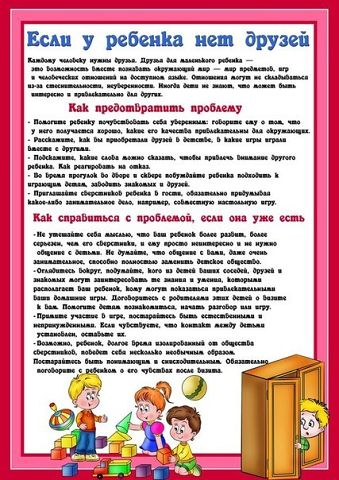 Если у ребенка нет друзей
Каждому человеку нужны друзья. Друзья для маленького ребенка —
это возможность вместе познавать окружающий мир — мир предметов, игр
и человеческих отношений на доступном языке. Отношения могут не складываться
из-за стеснительности, неуверенности. Иногда дети не знают, что может быть
интересно и привлекательно для других.
Как предотвратить проблему
- Помогите ребенку почувствовать себя уверенным: говорите ему о том, что
у него получается хорошо, какие его качества привлекательны для окружающих.
- Расскажите, как вы приобретали друзей в детстве, в какие игры играли
вместе с другими.
- Подскажите, какие слова можно сказать, чтобы привлечь внимание другого
ребенка. Как реагировать на отказ.
- Во время прогулок во дворе и сквере побуждайте ребенка подходить к
играющим детям, заводить знакомых и друзей.
- Приглашайте сверстников ребенка в гости, обязательно придумывая
какое-либо занимательное дело, например, совместную настольную игру.
Как справиться с проблемой, если она уже есть
-Не утешайте себя мыслью, что ваш ребенок более развит, более
серьезен, чем его сверстники, и ему просто неинтересно и не нужно
общение с детьми. Не думайте, что общение с вами, даже очень
занимательное, способно полностью заменить детское общество.
-Оглядитесь вокруг, подумайте, кого из детей ваших соседей, друзей и
знакомых могут заинтересовать те знания и умения, которыми
располагает ваш ребенок, кому могут показаться привлекательными
ваши домашние игры. Договоритесь с родителями этих детей о визите
к вам. Помогите детям познакомиться, начать разговор или игру.
-Примите участие в игре, постарайтесь быть естественными и
непринужденными. Если чувствуете, что контакт между детьми
установлен, оставьте их.
-Возможно, ребенок, долгое время изолированный от общества
сверстников, поведет себя несколько необычным образом.
Постарайтесь быть понимающим и снисходительным. Обязательно
поговорите с ребенком о его чувствах после визита.